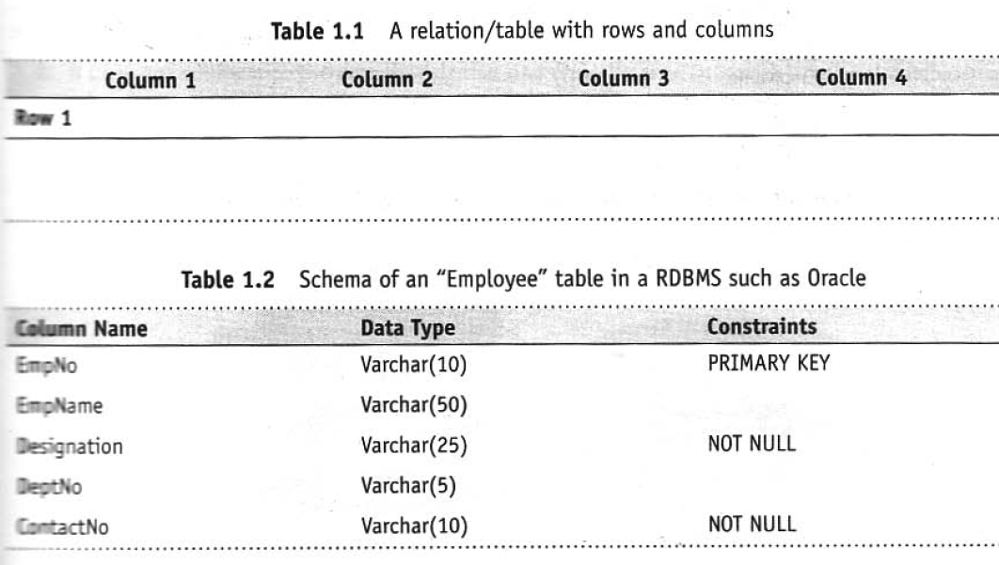 Table 1.1 A relation/table with rows and columns
Column 1 Column 2 Column 3 Column 4
Row 1
Table 1.2 Schema of an “Employee” table in a RDBMS such as Oracle
Column Name Data Type Constraints
EmpNo Varchar(10) PRIMARY KEY
EmpName Varchar(50)
Designation Varchar(25) NOT NULL
DeptNo Varchar(5)
ContactNo Varchar(10) NOT NULL